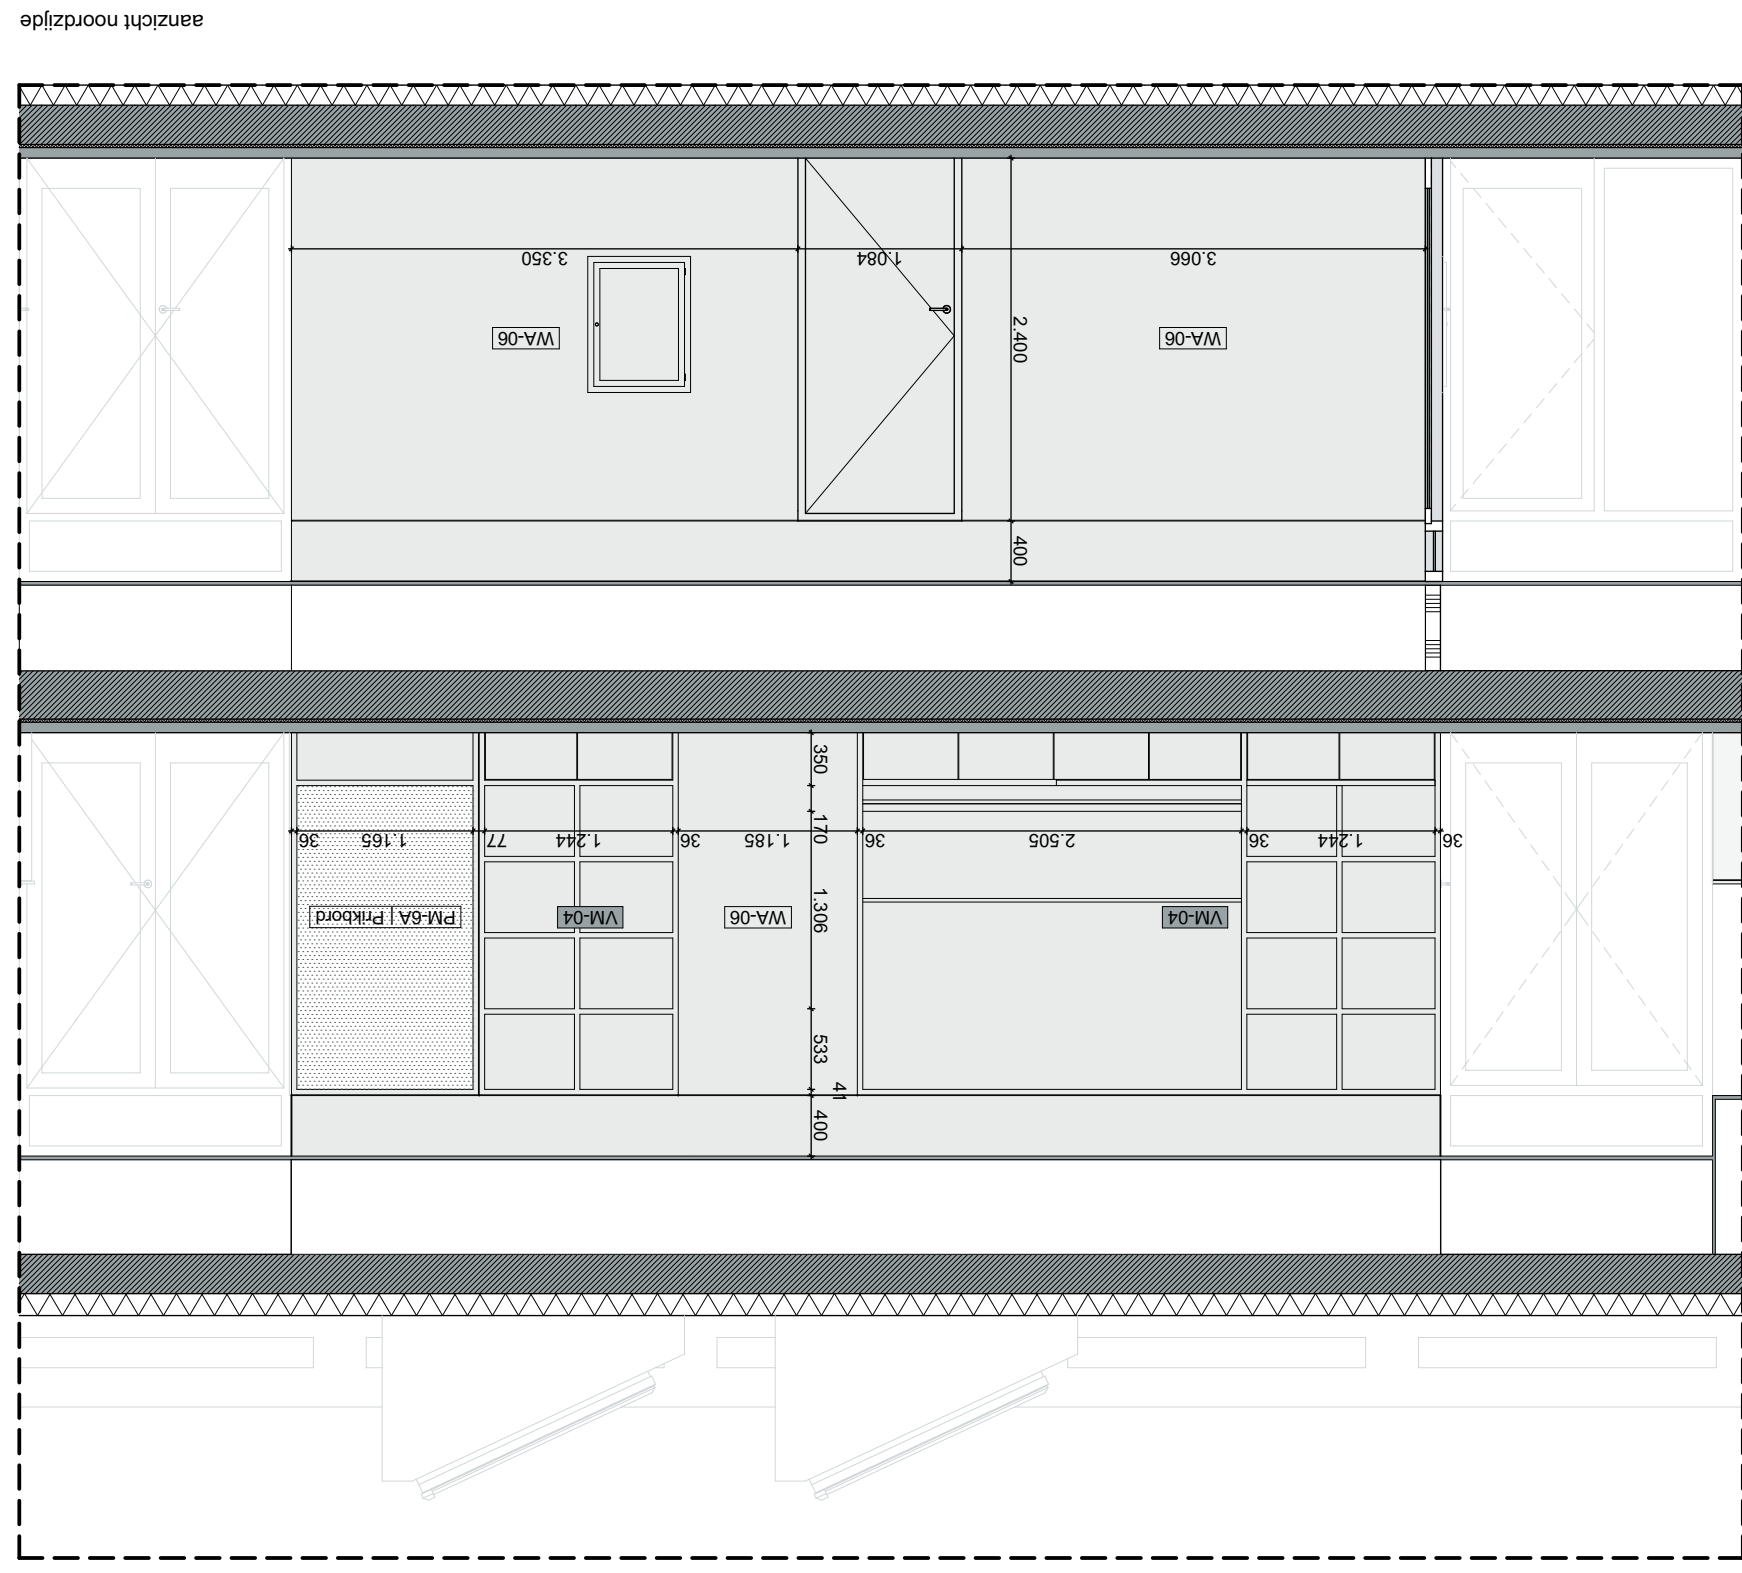 400
41
533
VM-04
1.306
WA-06
VM-04
PM-6A | Prikbord
36 1.244 36 2.505 36 170 1.185 36 1.244 77 1.165 36
350
400
WA-06
2.400
WA-06
3.066 1.084 3.350
aanzicht noordzijde